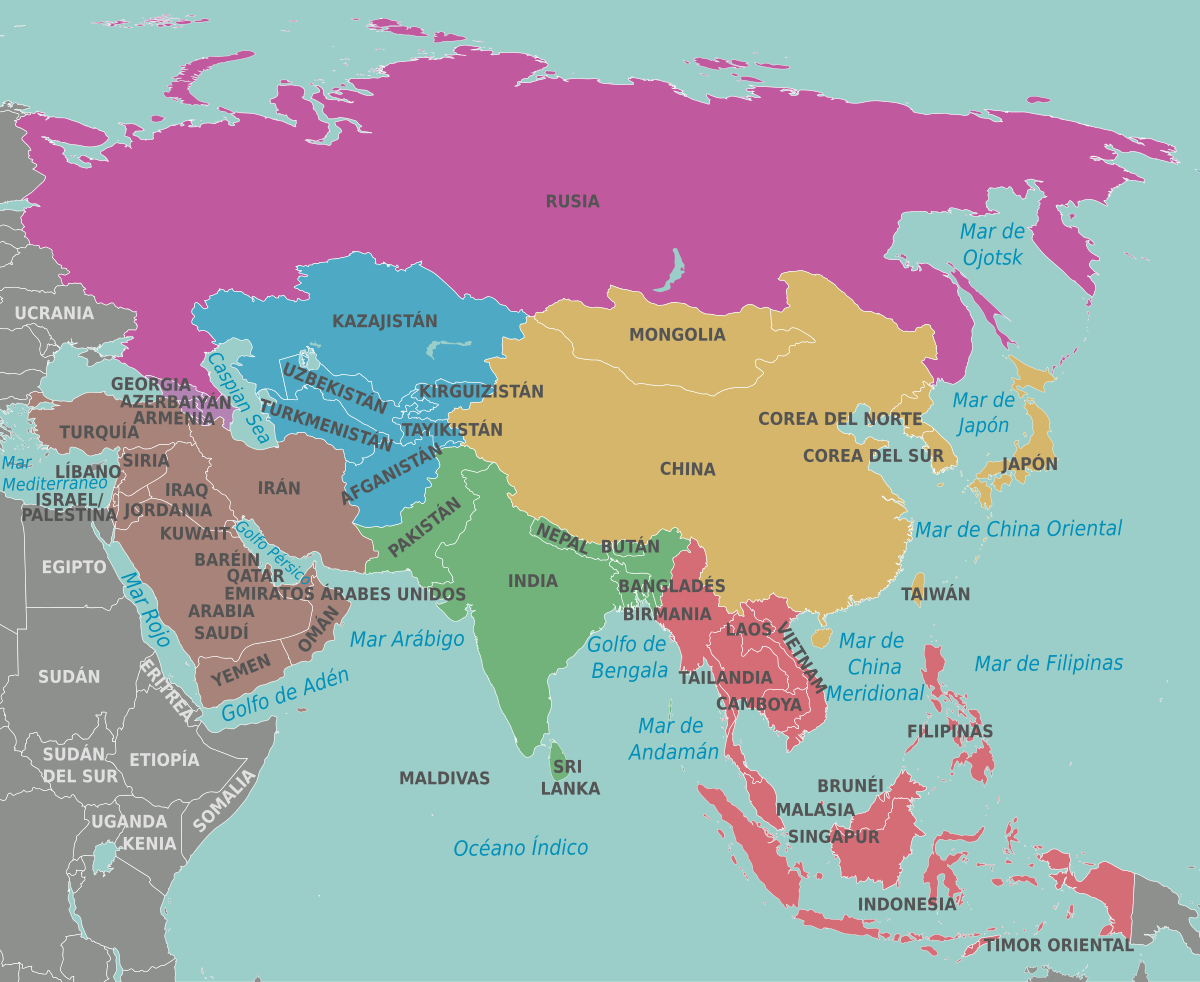 RUSIA
Mar de
Ojotsk
UCRANIA
KAZAJISTÁN
MONGOLIA
Caspian Sea
GEORGIA
AZERBAIYÁN
ARMENIA
UZBEKISTÁN
KIRGUIZISTÁN
TURKMENISTÁN
TAYIKISTÁN
COREA DEL NORTE
Mar de
Japón
TURQUÍA
COREA DEL SUR
JAPÓN
Mar
Mediterráneo
LÍBANO
SIRIA
CHINA
AFGANISTÁN
IRÁN
IRAQ
ISRAEL/
PALESTINA
JORDANIA
KUWAIT
Golfo Pérsico
PAKISTÁN
NEPAL
BUTÁN
Mar de China Oriental
EGIPTO
BARÉIN
QATAR
EMIRATOS ÁRABES UNIDOS
INDIA
BANGLADÉS
TAIWÁN
Mar Rojo
ARABIA
SAUDÍ
OMÁN
BIRMANIA
Mar Arábigo
Golfo de
Bengala
LAOS
VIETNAM
Mar de
China
Meridional
Mar de Filipinas
SUDÁN
ERITREA
YEMEN
Golfo de Adén
TAILANDIA
CAMBOYA
Mar de
Andamán
FILIPINAS
SUDÁN
DEL SUR
ETIOPÍA
SOMALIA
MALDIVAS
SRI
LANKA
BRUNÉI
MALASIA
SINGAPUR
UGANDA
KENIA
Océano Índico
INDONESIA
TIMOR ORIENTAL